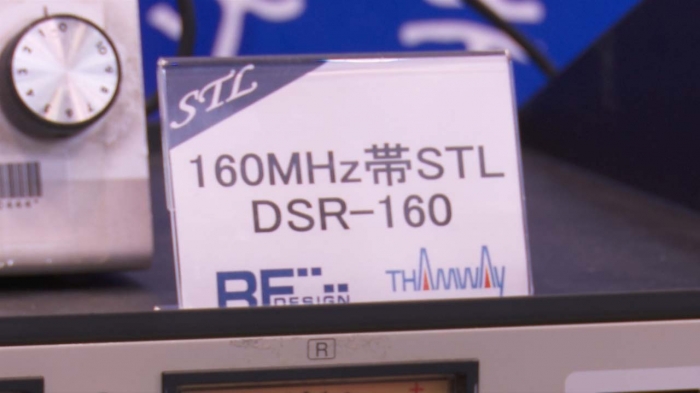 STL
160MHz帯STL
DSR-160
RF DESIGN
THAMWAY
R